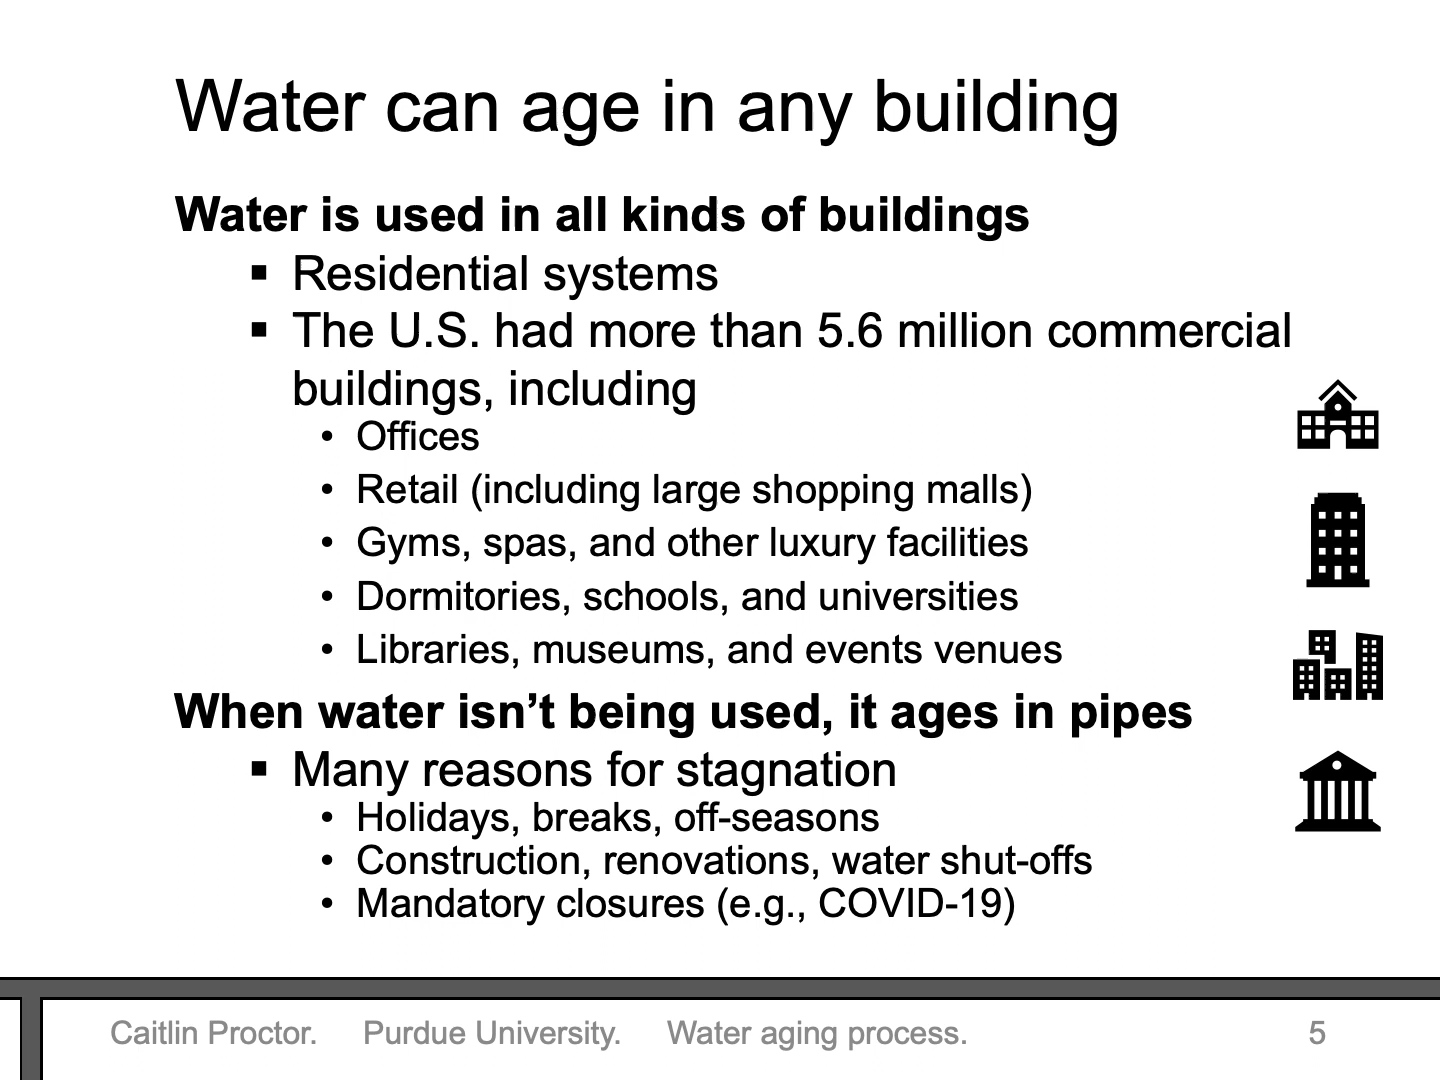 Water can age in any building
Water is used in all kinds of buildings
▪ Residential systems
▪ The U.S. had more than 5.6 million commercial
buildings, including
• Offices
• Retail (including large shopping malls)
• Gyms, spas, and other luxury facilities
• Dormitories, schools, and universities
• Libraries, museums, and events venues
When water isn’t being used, it ages in pipes
▪ Many reasons for stagnation
• Holidays, breaks, off-seasons
• Construction, renovations, water shut-offs
• Mandatory closures (e.g., COVID-19)
Caitlin Proctor. Purdue University. Water aging process. 5